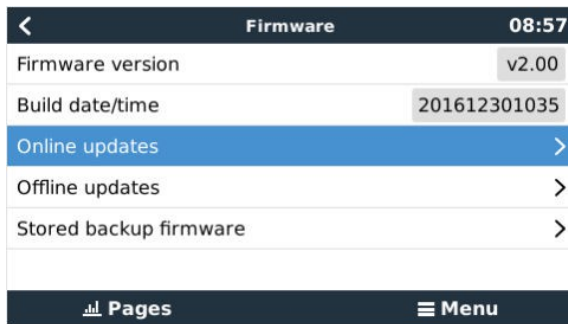 Firmware 08:57
Firmware version v2.00
Build date/time 201612301035
Online updates
Offline updates
Stored backup firmware
Pages Menu